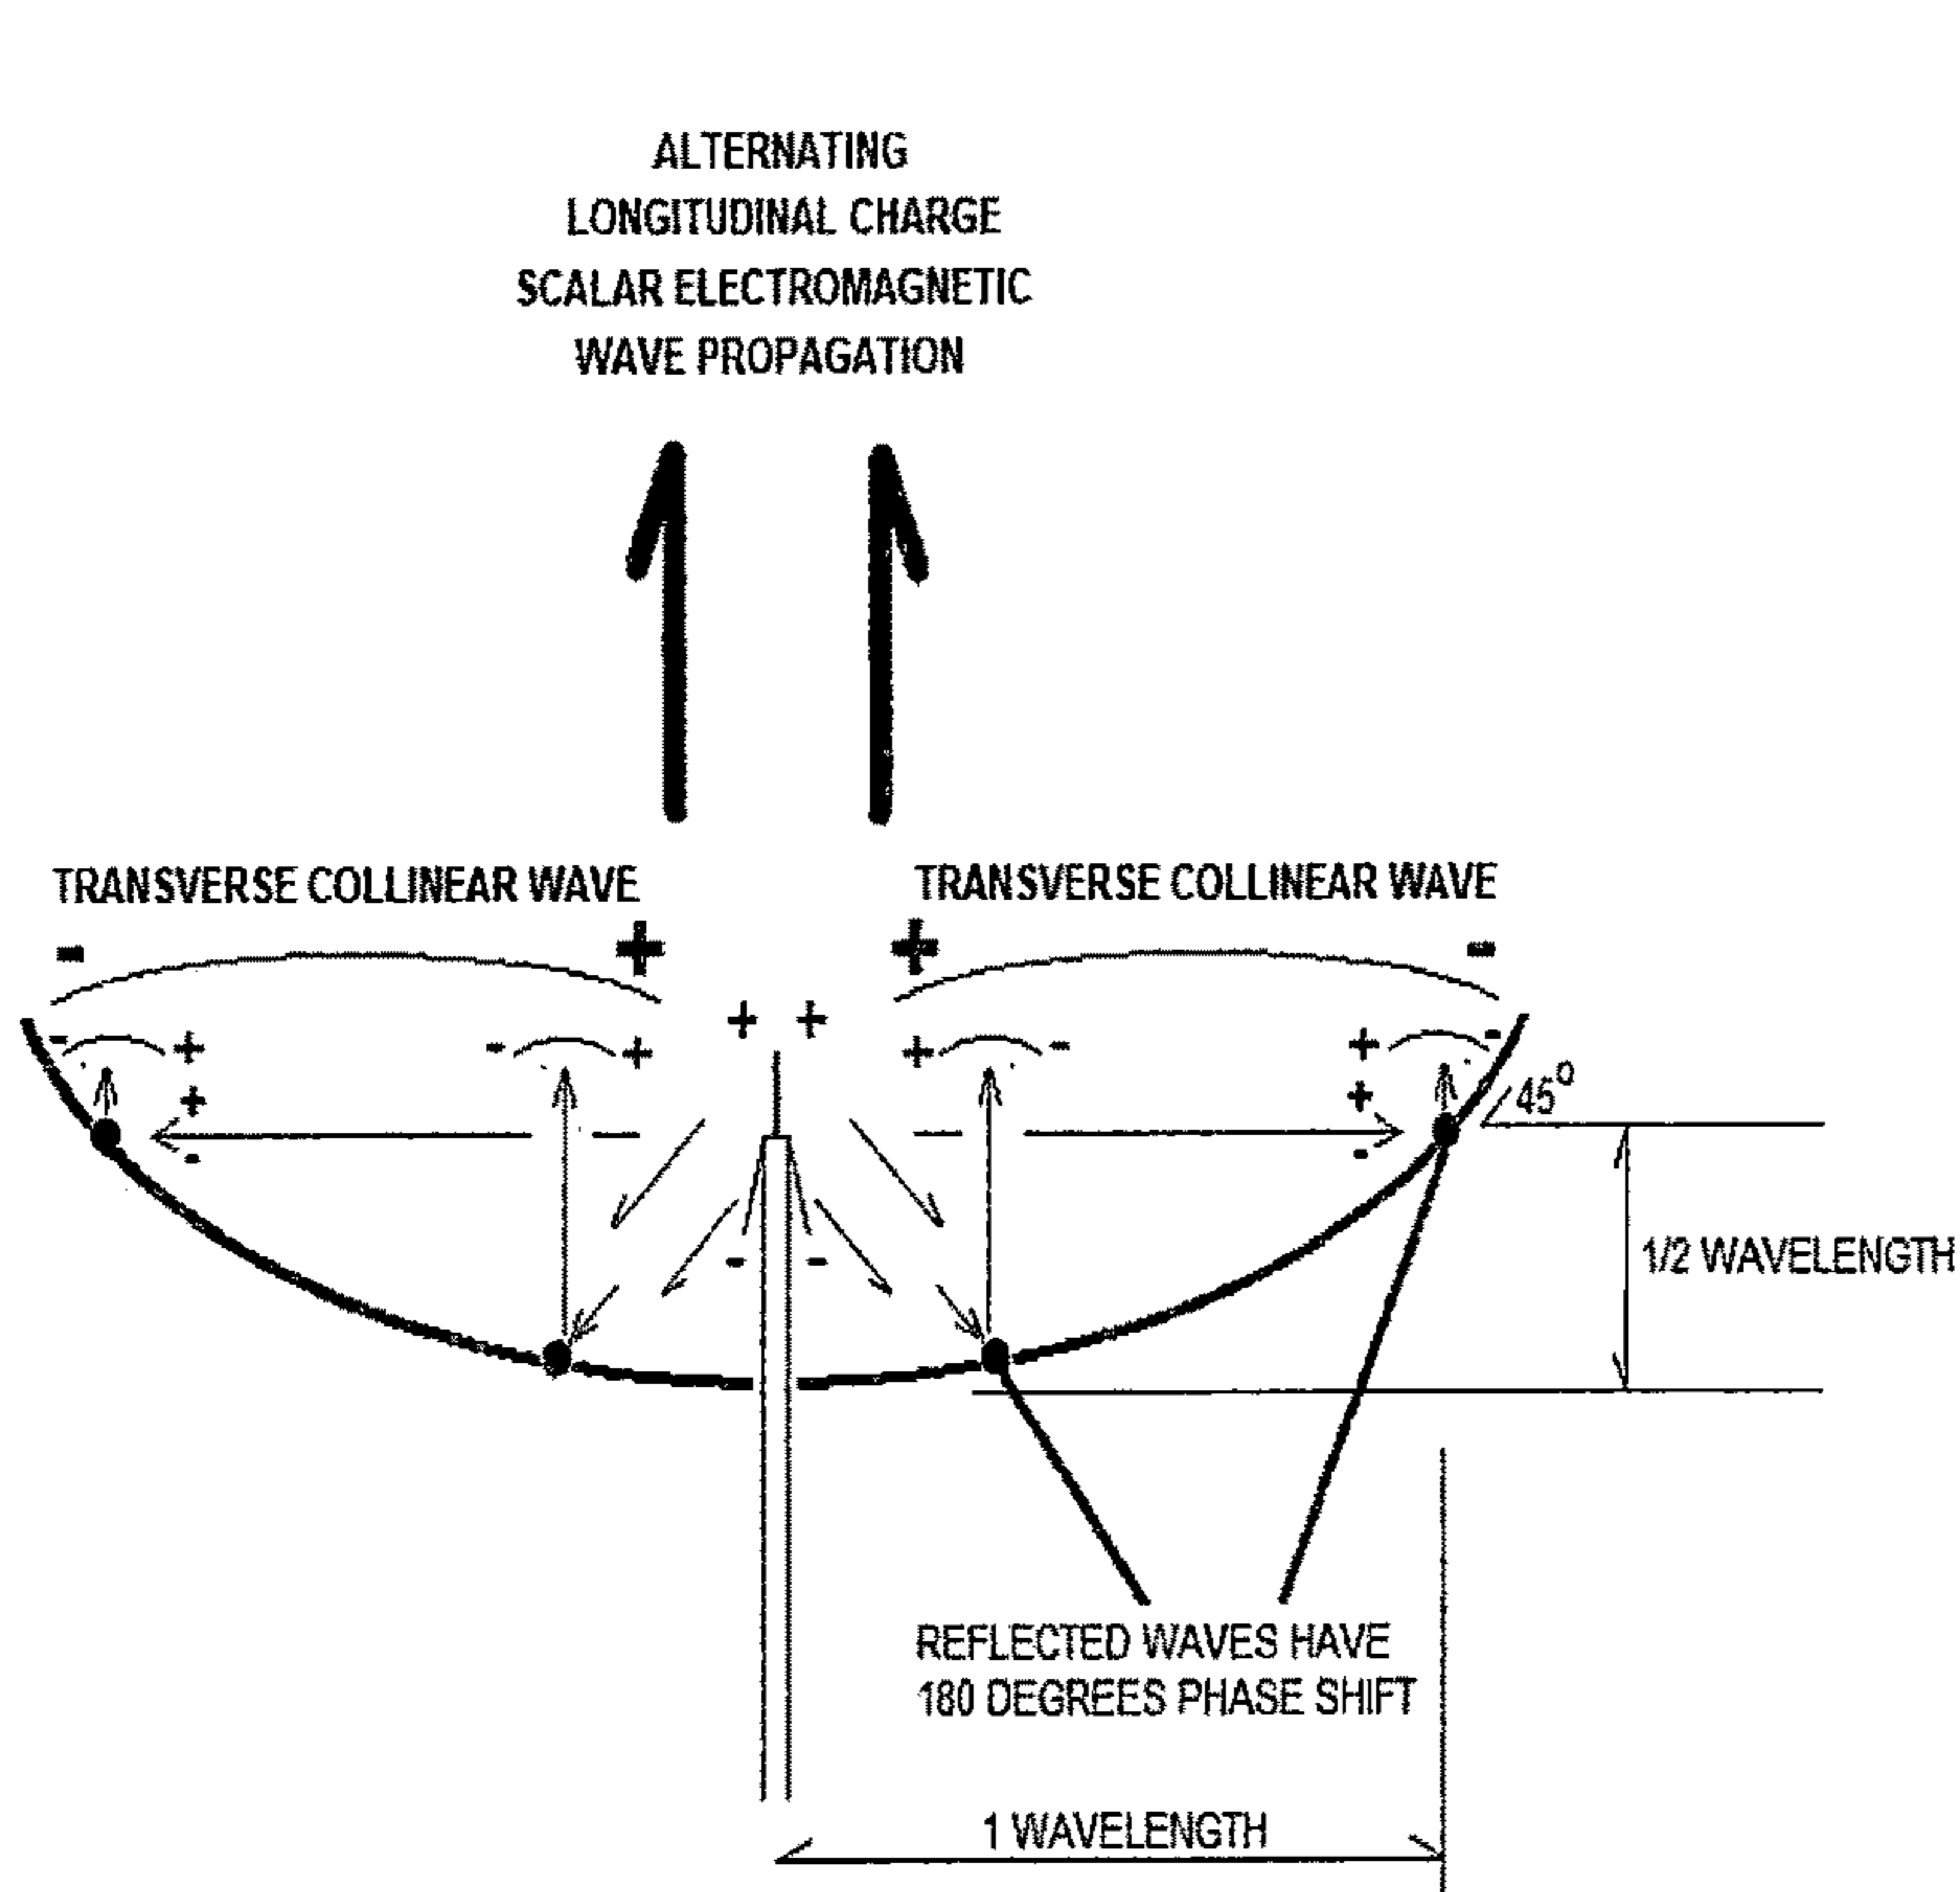 ALTERNATING
LONGITUDINAL CHARGE
SCALAR ELECTROMAGNETIC
WAVE PROPAGATION
TRANSVERSE COLLINEAR WAVE
TRANSVERSE COLLINEAR WAVE
- + + -
+ +
- + - + + - + -
45°
+ +
- -
- -
1/2 WAVELENGTH
REFLECTED WAVES HAVE
180 DEGREES PHASE SHIFT
1 WAVELENGTH